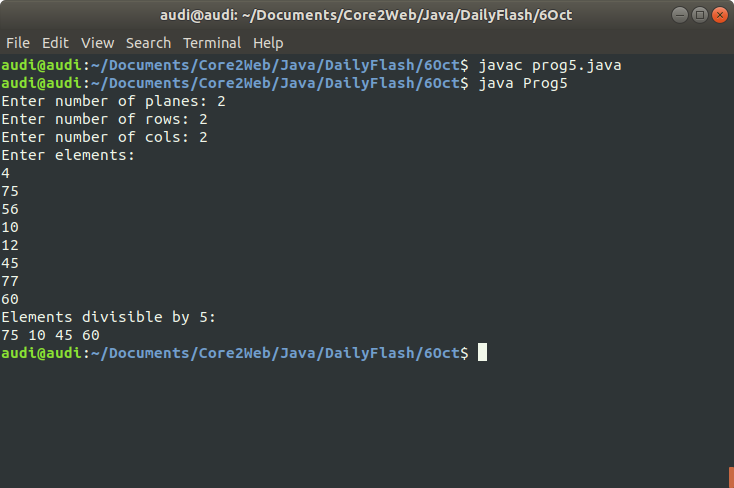 audi@audi: ~/Documents/Core2Web/Java/DailyFlash/6Oct
File Edit View Search Terminal Help
audi@audi:~/Documents/Core2Web/Java/DailyFlash/6Oct$ javac prog5.java
audi@audi:~/Documents/Core2Web/Java/DailyFlash/6Oct$ java Prog5
Enter number of planes: 2
Enter number of rows: 2
Enter number of cols: 2
Enter elements:
4
75
56
10
12
45
77
60
Elements divisible by 5:
75 10 45 60
audi@audi:~/Documents/Core2Web/Java/DailyFlash/6Oct$